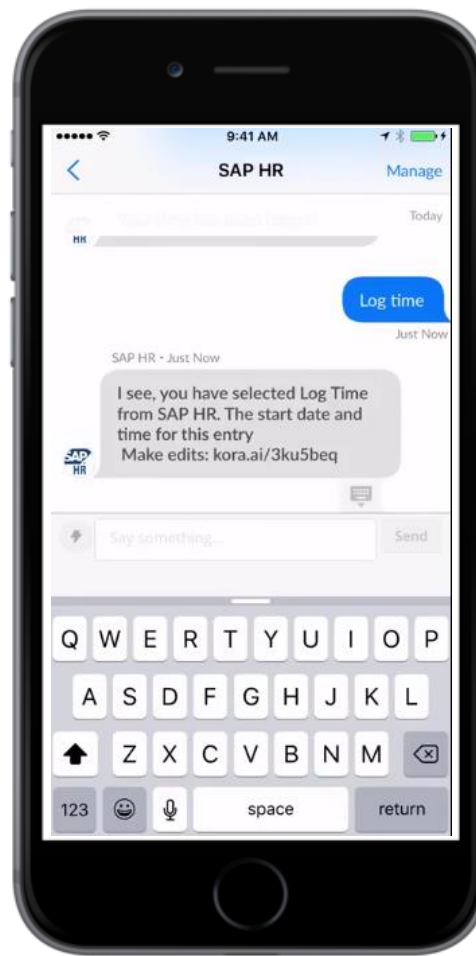 9:41 AM
SAP HR
Manage
Today
HR
Log time
Just Now
SAP HR • Just Now
I see, you have selected Log Time
from SAP HR. The start date and
time for this entry
Make edits: kora.ai/3ku5beq
SAP
HR
Say something...
Send
Q W E R T Y U I O P
A S D F G H J K L
Z X C V B N M
123
space
return